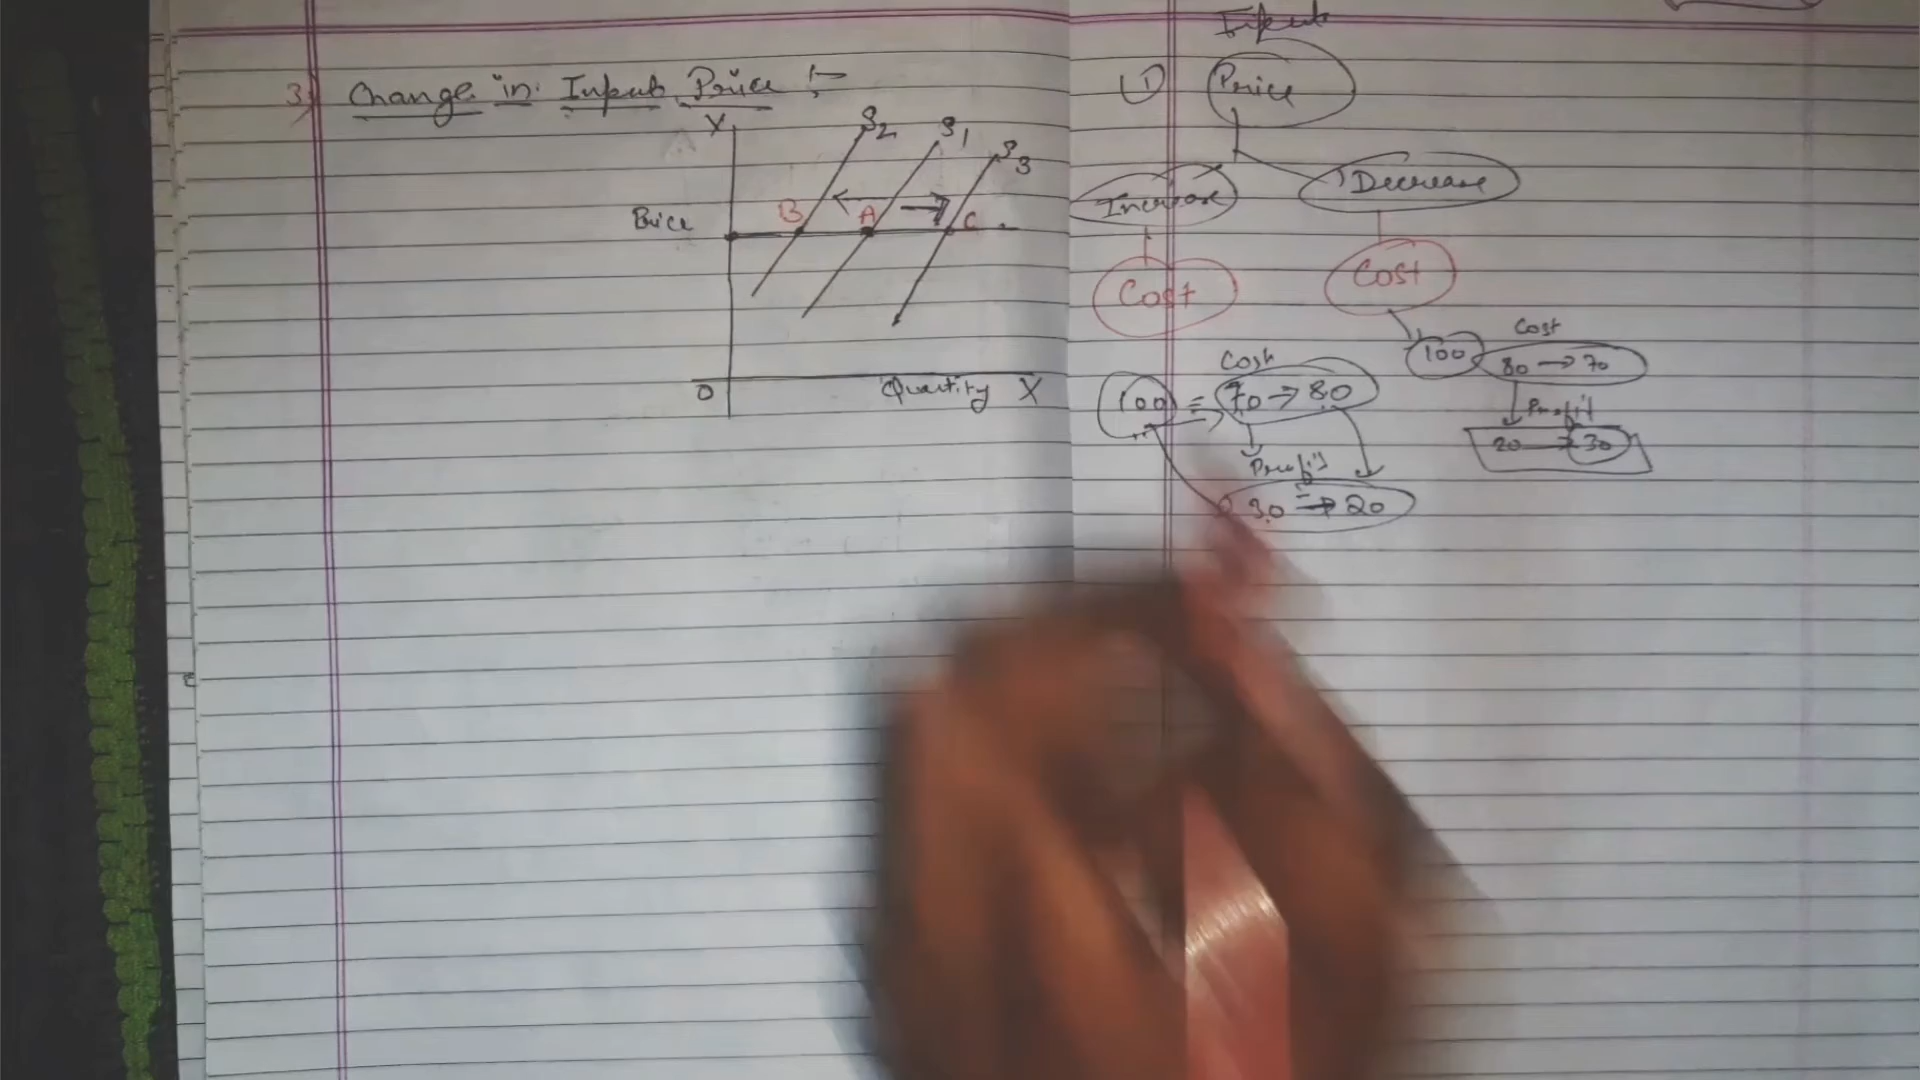 3) Change in Input Price :-
Y
S2
S1
S3
Price
B
A
C
O
Quantity X
Input
① Price
Increase
Decrease
Cost
Cost
Cost
100
80 → 70
Profit
20 → 30
Cost
100 = 70 → 80
Profit
30 → 20